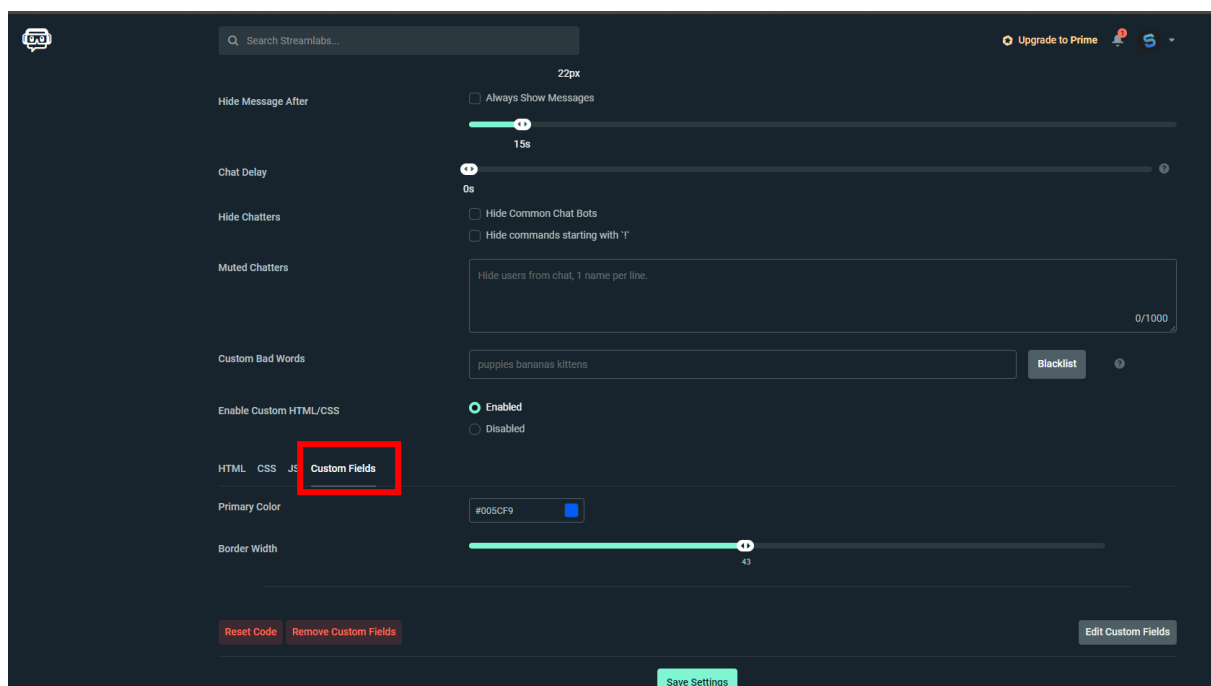 Search Streamlabs...
Upgrade to Prime
1
22px
Hide Message After
Always Show Messages
15s
Chat Delay
0s
Hide Chatters
Hide Common Chat Bots
Hide commands starting with `!`
Muted Chatters
Hide users from chat, 1 name per line.
0/1000
Custom Bad Words
puppies bananas kittens
Blacklist
Enable Custom HTML/CSS
Enabled
Disabled
HTML CSS JS Custom Fields
Primary Color
#005CF9
Border Width
43
Reset Code
Remove Custom Fields
Edit Custom Fields
Save Settings